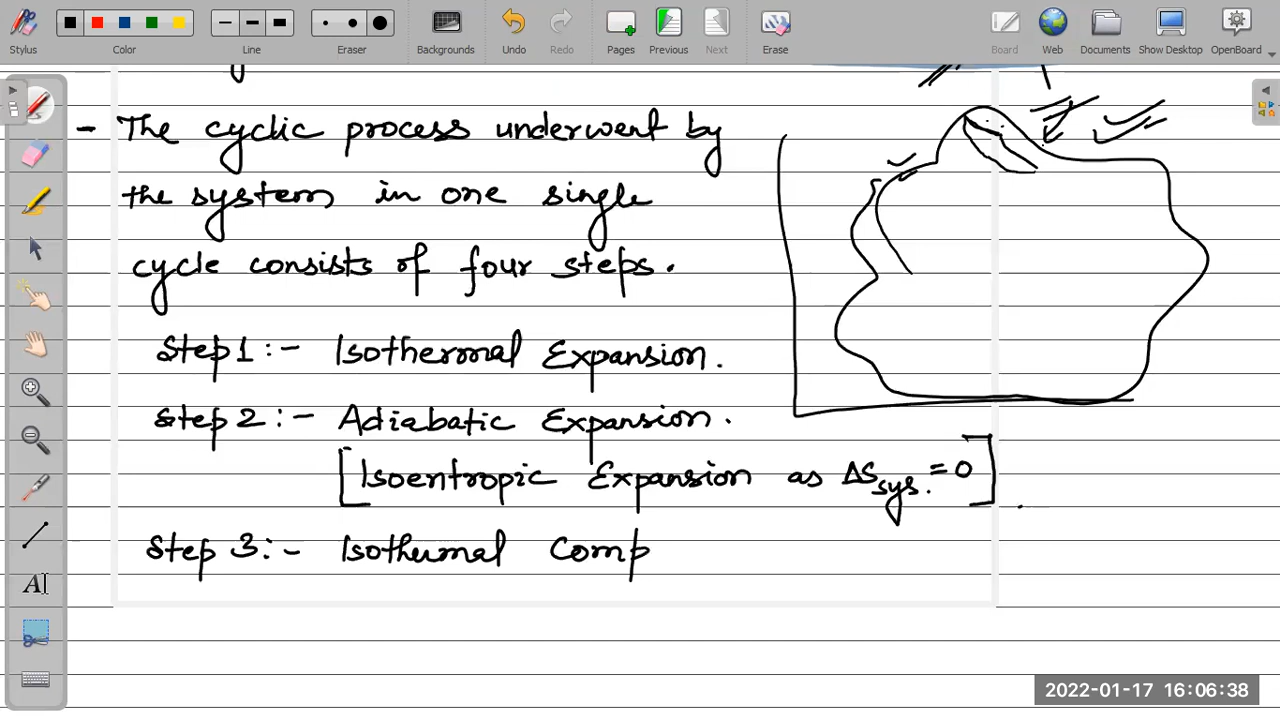 Stylus
Color
Line
Eraser
Backgrounds
Undo
Redo
Pages
Previous
Next
Erase
Board
Web
Documents
Show Desktop
OpenBoard
- The cyclic process underwent by
the system in one single
cycle consists of four steps.
Step 1 :- Isothermal Expansion.
Step 2 :- Adiabatic Expansion.
[Isoentropic Expansion as ΔSsys. = 0]
Step 3 :- Isothermal Comp
2022-01-17 16:06:38